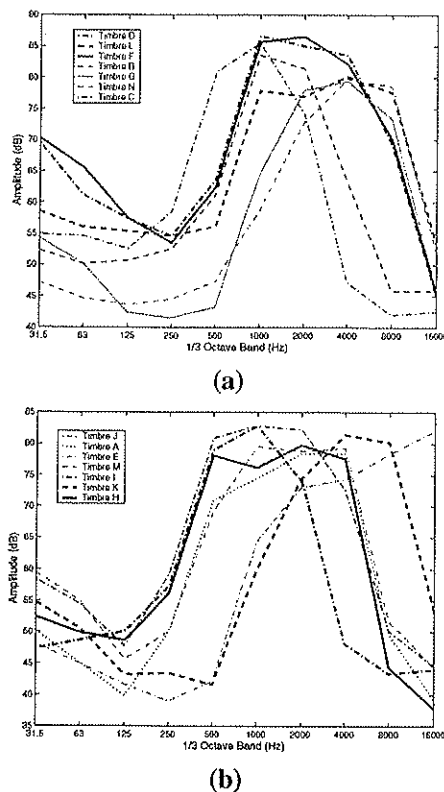 90
85
80
75
70
65
60
55
50
45
40
Amplitude (dB)
Timbre D
Timbre L
Timbre F
Timbre B
Timbre G
Timbre N
Timbre C
31.5 63 125 250 500 1000 2000 4000 8000 1600
1/3 Octave Band (Hz)
(a)
85
80
75
70
65
60
55
50
45
40
35
Amplitude (dB)
Timbre J
Timbre A
Timbre E
Timbre M
Timbre I
Timbre K
Timbre H
31.5 63 125 250 500 1000 2000 4000 8000 16000
1/3 Octave Band (Hz)
(b)